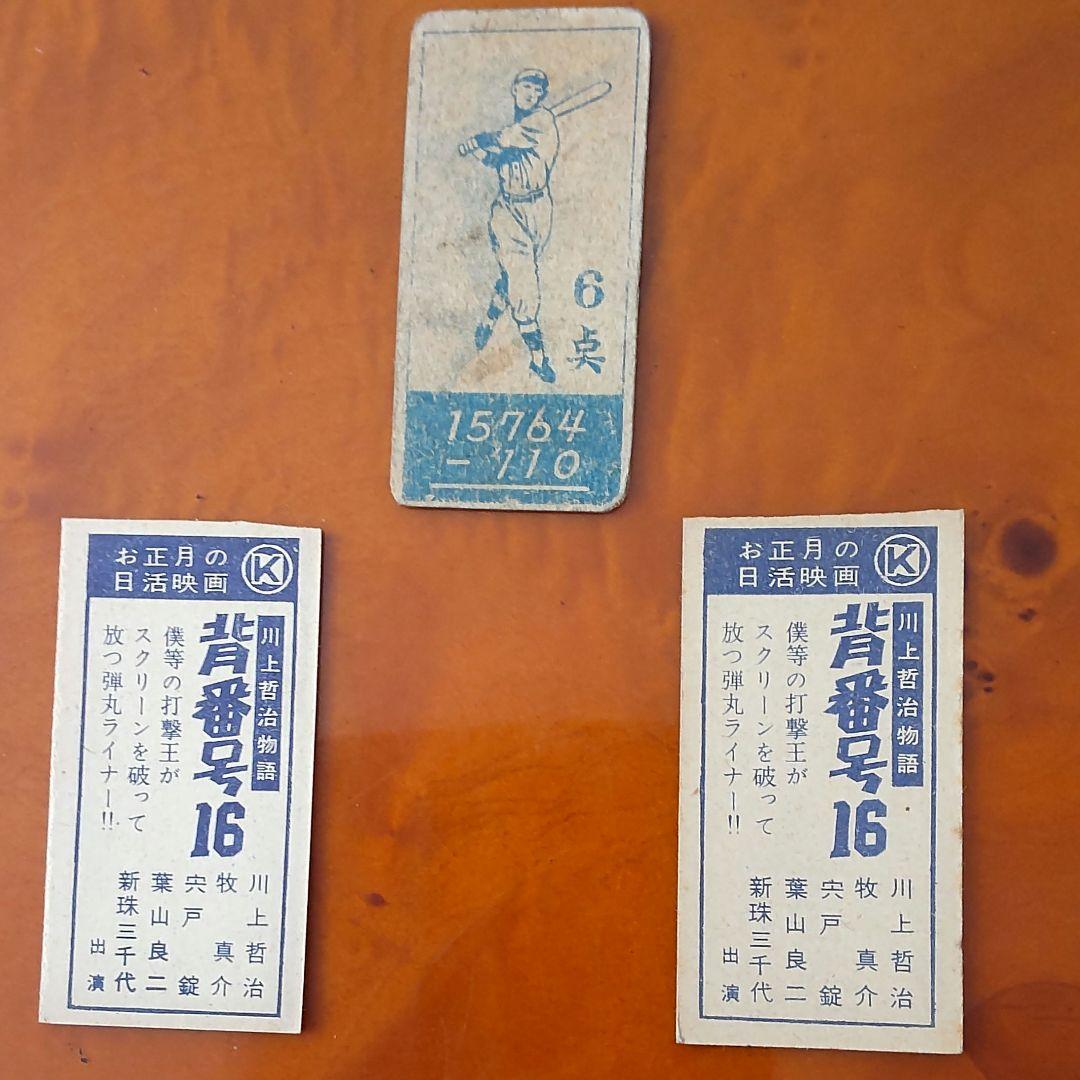 6
点
15764
- 110
お正月の
日活映画
K
川上哲治物語
背番号16
僕等の打撃王が
スクリーンを破って
放つ弾丸ライナー!!
川上哲治
牧真介
宍戸錠
葉山良二
新珠三千代
出演
お正月の
日活映画
K
川上哲治物語
背番号16
僕等の打撃王が
スクリーンを破って
放つ弾丸ライナー!!
川上哲治
牧真介
宍戸錠
葉山良二
新珠三千代
出演